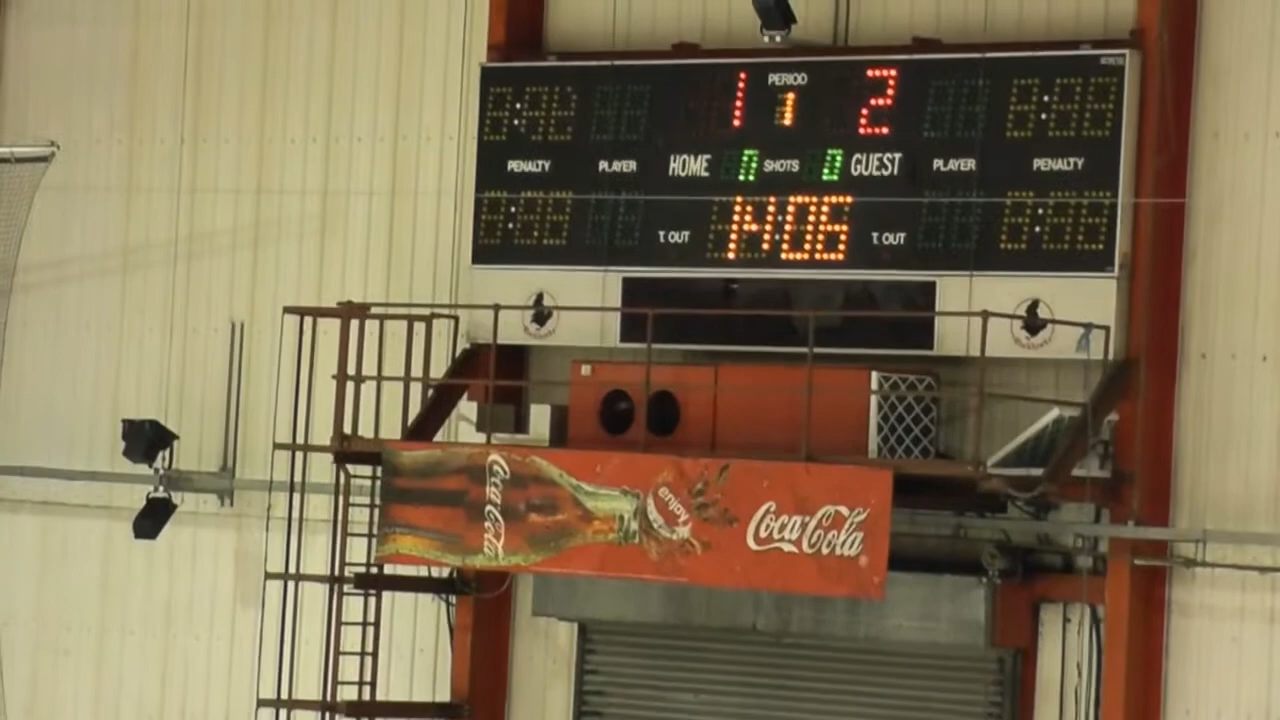 1 PERIOD 2
1
PENALTY PLAYER HOME 0 SHOTS 0 GUEST PLAYER PENALTY
T. OUT 14:06 T. OUT
Coca-Cola
enjoy
Coca-Cola